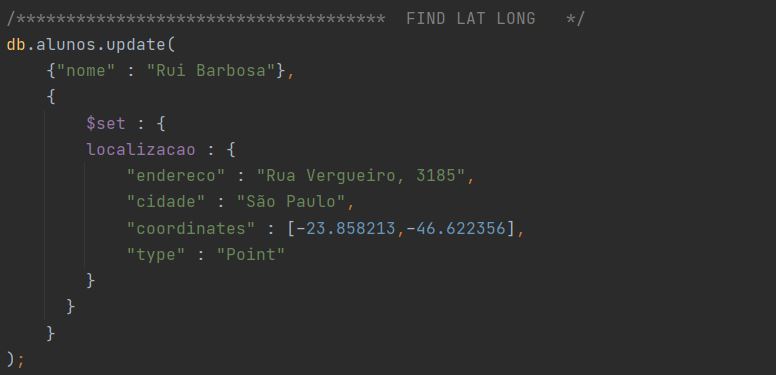 /************************************* FIND LAT LONG */
db.alunos.update(
{"nome" : "Rui Barbosa"},
{
$set : {
localizacao : {
"endereco" : "Rua Vergueiro, 3185",
"cidade" : "São Paulo",
"coordinates" : [-23.858213,-46.622356],
"type" : "Point"
}
}
}
);